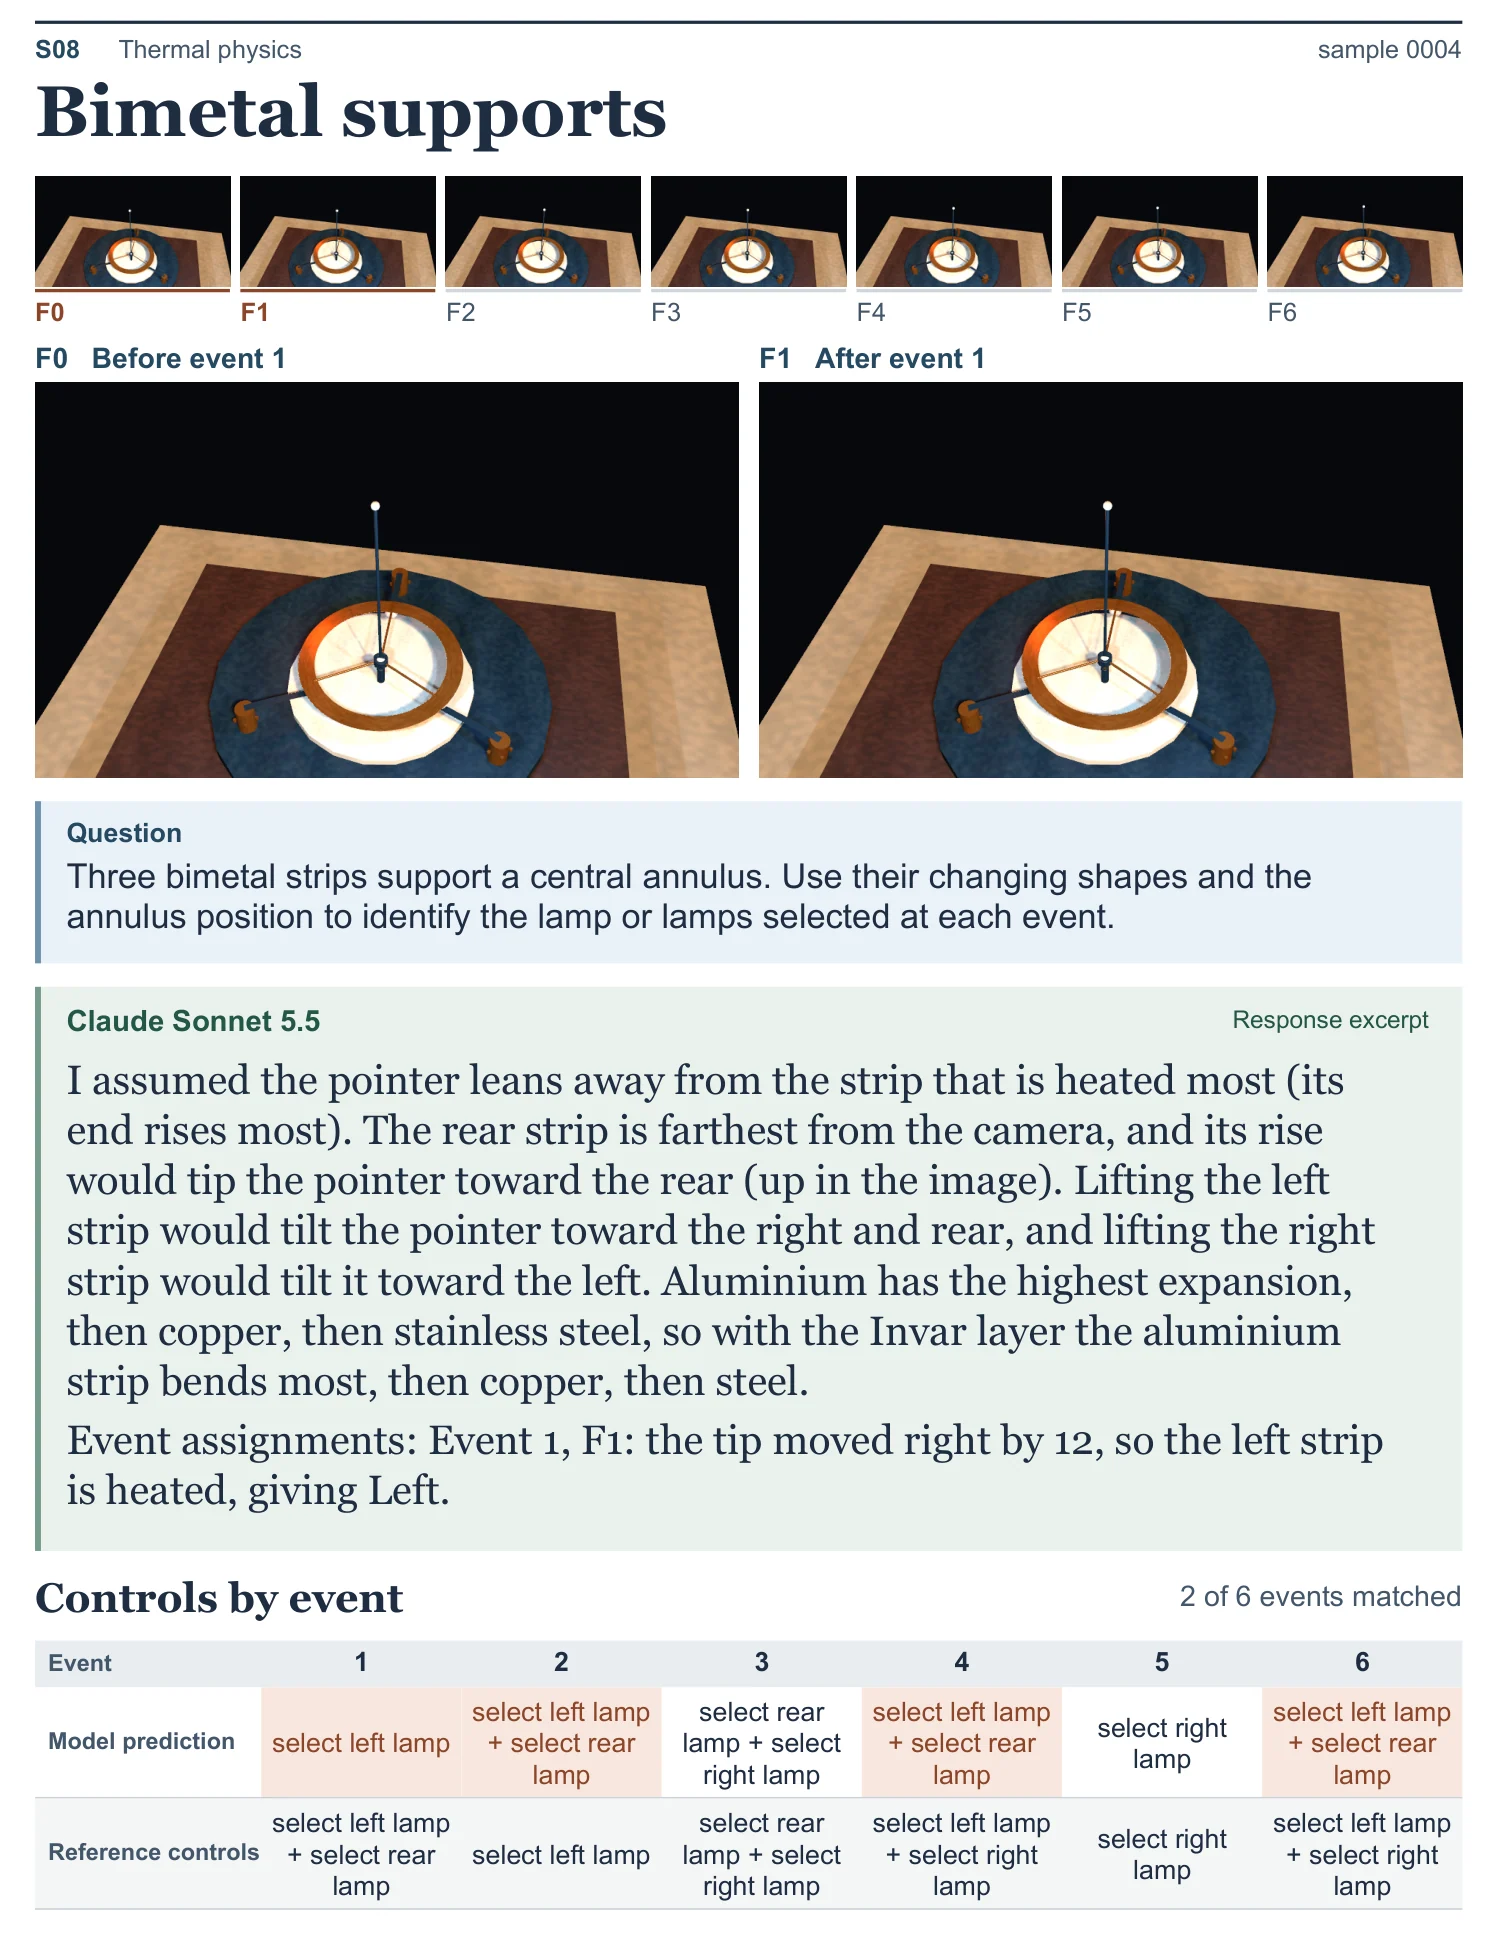 S08 Thermal physics sample 0004
Bimetal supports
F0 F1 F2 F3 F4 F5 F6
F0 Before event 1
F1 After event 1
Question
Three bimetal strips support a central annulus. Use their changing shapes and the
annulus position to identify the lamp or lamps selected at each event.
Claude Sonnet 5.5 Response excerpt
I assumed the pointer leans away from the strip that is heated most (its
end rises most). The rear strip is farthest from the camera, and its rise
would tip the pointer toward the rear (up in the image). Lifting the left
strip would tilt the pointer toward the right and rear, and lifting the right
strip would tilt it toward the left. Aluminium has the highest expansion,
then copper, then stainless steel, so with the Invar layer the aluminium
strip bends most, then copper, then steel.
Event assignments: Event 1, F1: the tip moved right by 12, so the left strip
is heated, giving Left.
Controls by event 2 of 6 events matched
Event 1 2 3 4 5 6
Model prediction
select left lamp
select left lamp
+ select rear
lamp
select rear
lamp + select
right lamp
select left lamp
+ select rear
lamp
select right
lamp
select left lamp
+ select rear
lamp
Reference controls
select left lamp
+ select rear
lamp
select left lamp
select rear
lamp + select
right lamp
select left lamp
+ select right
lamp
select right
lamp
select left lamp
+ select right
lamp